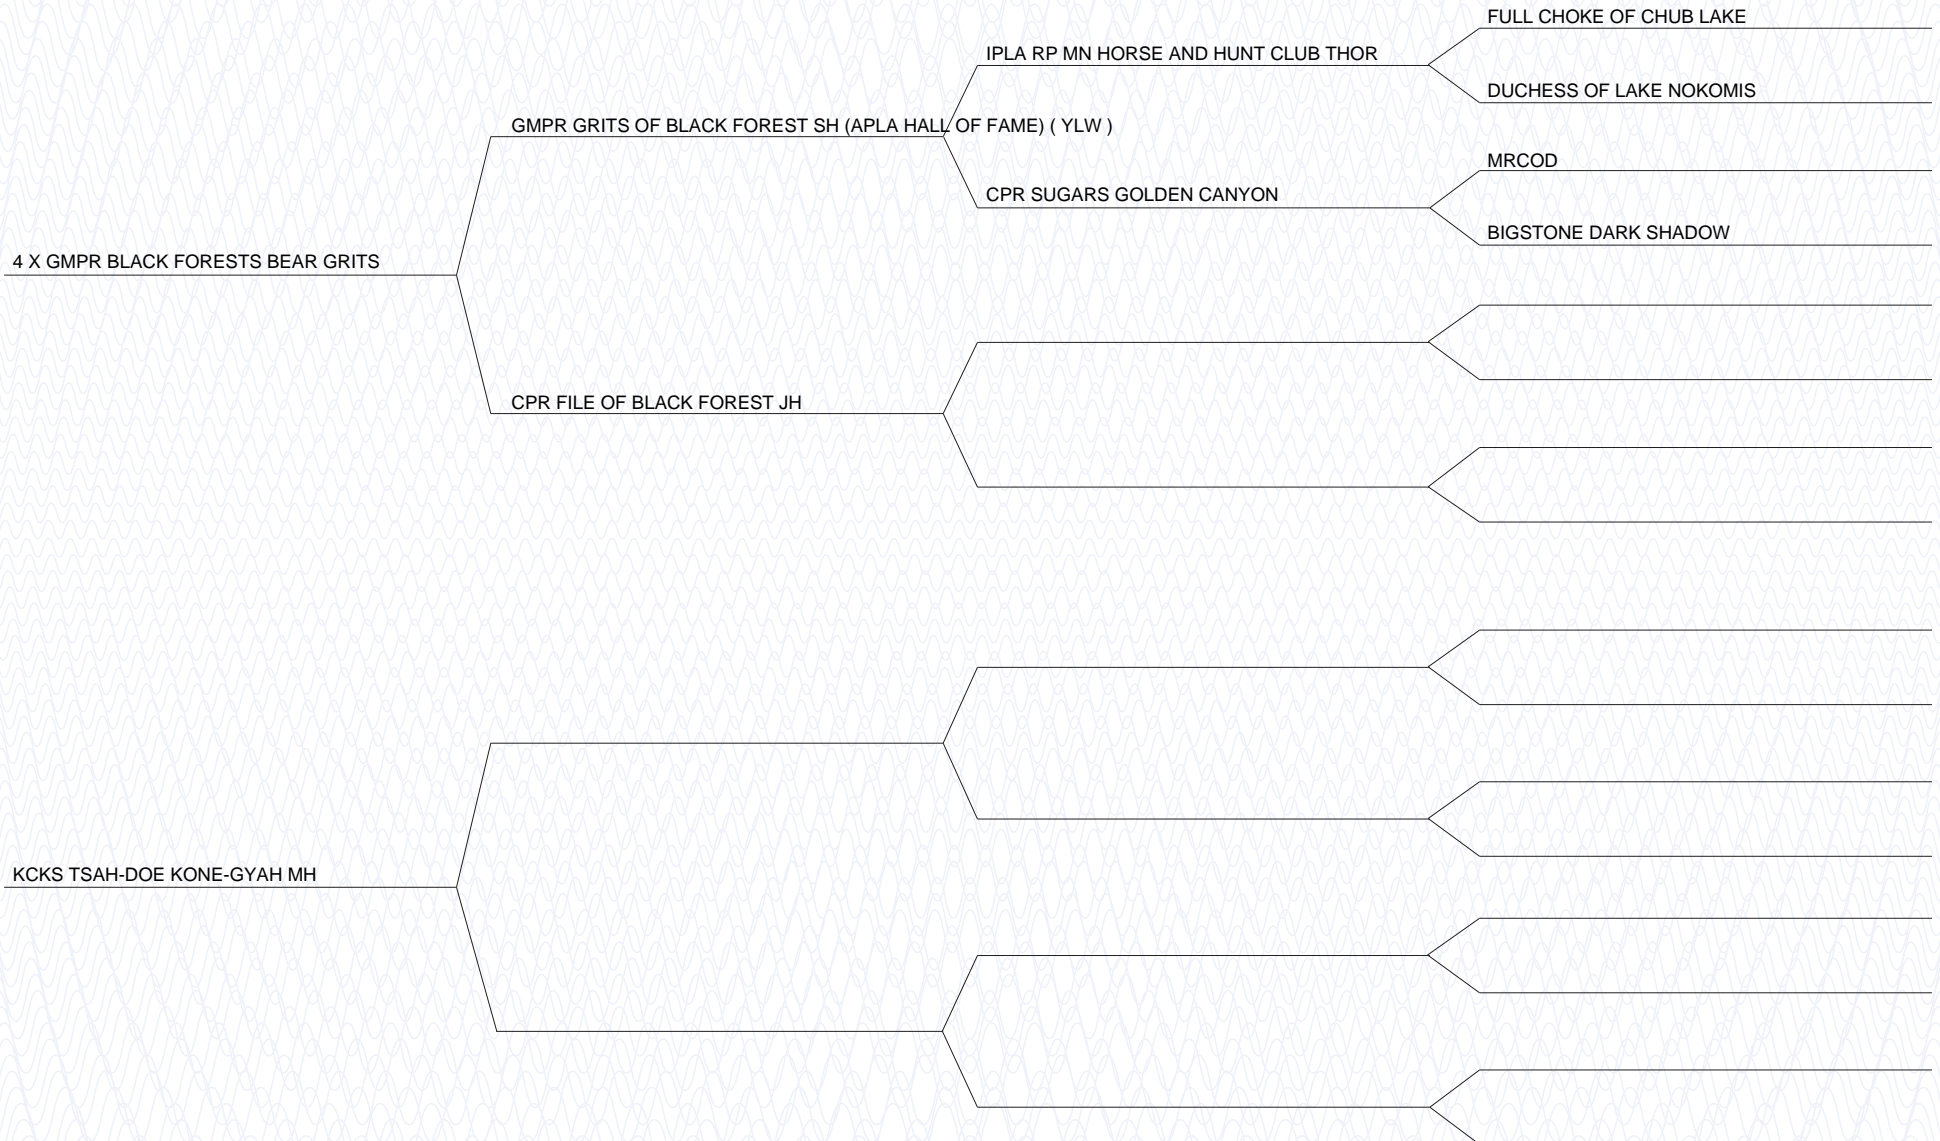 FULL CHOKE OF CHUB LAKE
IPLA RP MN HORSE AND HUNT CLUB THOR
DUCHESS OF LAKE NOKOMIS
GMPR GRITS OF BLACK FOREST SH (APLA HALL OF FAME) ( YLW )
MRCOD
CPR SUGARS GOLDEN CANYON
BIGSTONE DARK SHADOW
4 X GMPR BLACK FORESTS BEAR GRITS
CPR FILE OF BLACK FOREST JH
KCKS TSAH-DOE KONE-GYAH MH